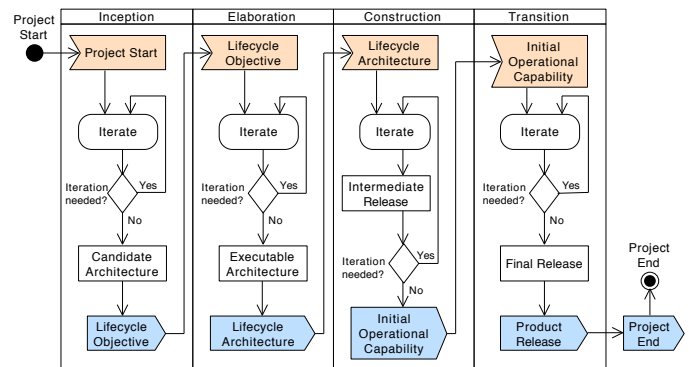 Project
Start
Inception
Elaboration
Construction
Transition
Project Start
Lifecycle
Objective
Lifecycle
Architecture
Initial
Operational
Capability
Iterate
Iterate
Iterate
Iterate
Iteration
needed?
Yes
No
Iteration
needed?
Yes
No
Intermediate
Release
Iteration
needed?
Yes
No
Iteration
needed?
Yes
No
Candidate
Architecture
Executable
Architecture
Final Release
Project
End
Lifecycle
Objective
Lifecycle
Architecture
Initial
Operational
Capability
Product
Release
Project
End